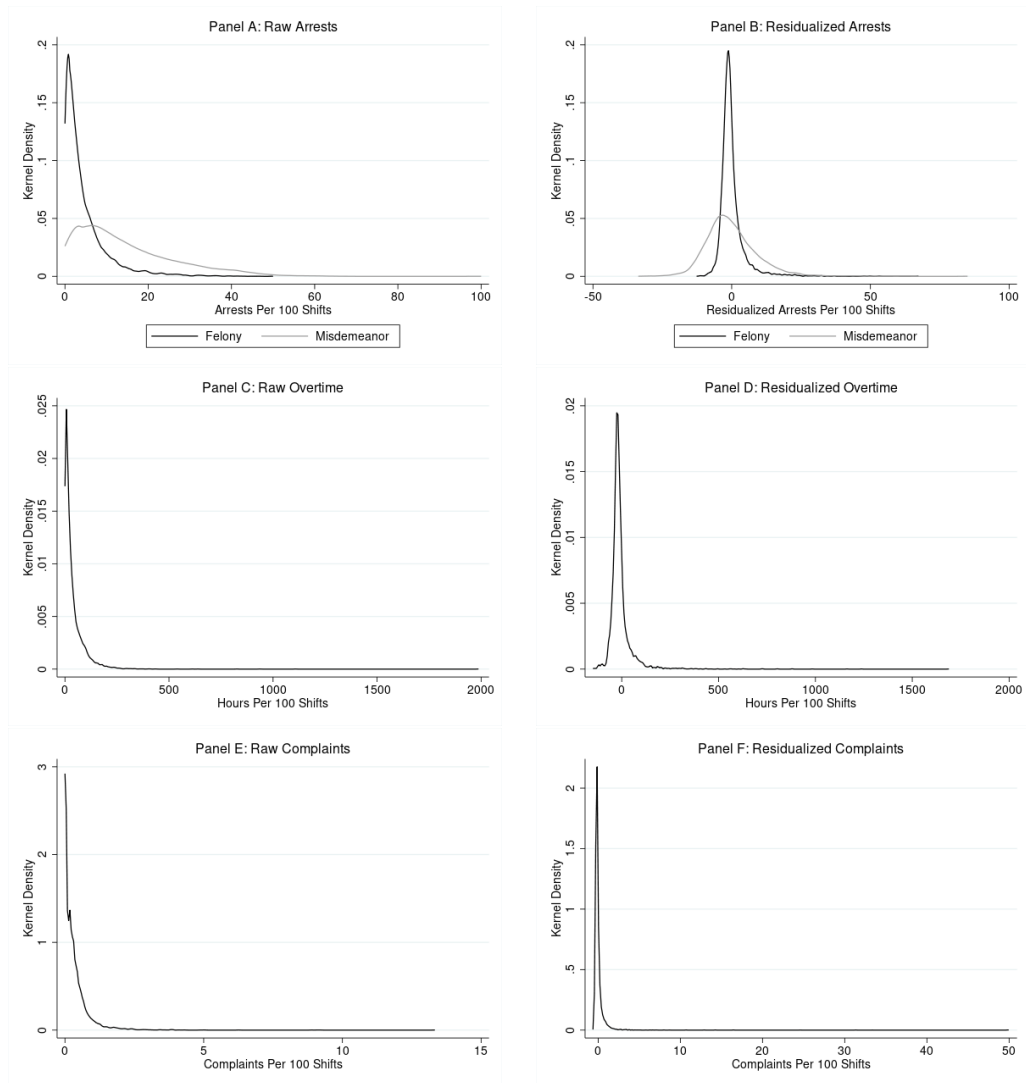 Panel A: Raw Arrests
Kernel Density
0 .05 .1 .15 .2
0 20 40 60 80 100
Arrests Per 100 Shifts
Felony Misdemeanor
Panel B: Residualized Arrests
Kernel Density
0 .05 .1 .15 .2
-50 0 50 100
Residualized Arrests Per 100 Shifts
Felony Misdemeanor
Panel C: Raw Overtime
Kernel Density
0 .005 .01 .015 .02 .025
0 500 1000 1500 2000
Hours Per 100 Shifts
Panel D: Residualized Overtime
Kernel Density
0 .005 .01 .015 .02
0 500 1000 1500 2000
Hours Per 100 Shifts
Panel E: Raw Complaints
Kernel Density
0 1 2 3
0 5 10 15
Complaints Per 100 Shifts
Panel F: Residualized Complaints
Kernel Density
0 .5 1 1.5 2
0 10 20 30 40 50
Complaints Per 100 Shifts